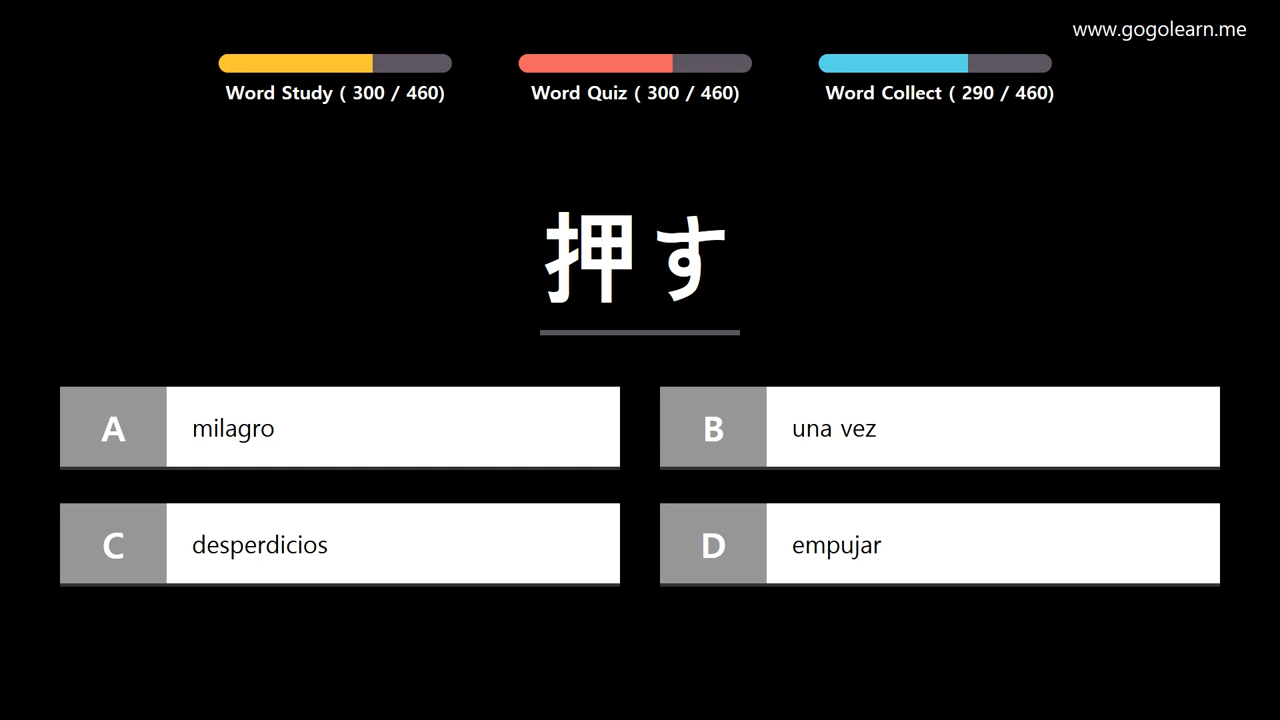 www.gogolearn.me
Word Study ( 300 / 460)
Word Quiz ( 300 / 460)
Word Collect ( 290 / 460)
押す
A milagro
B una vez
C desperdicios
D empujar